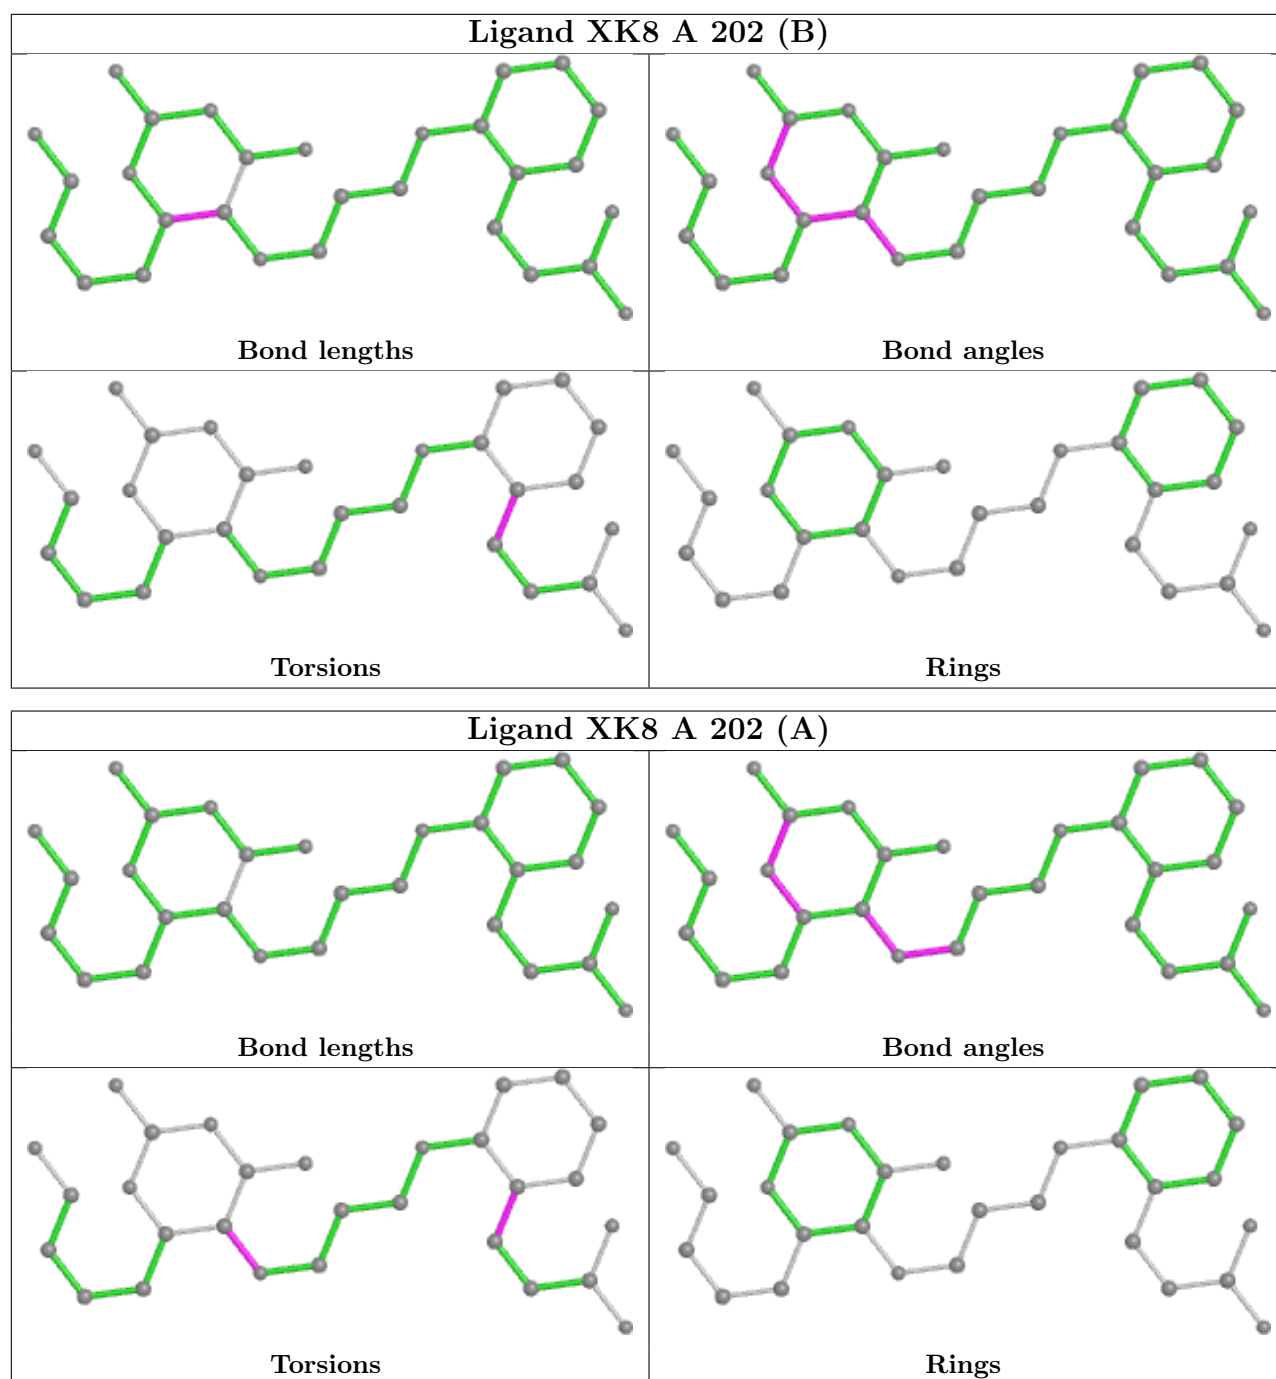 Ligand XK8 A 202 (B)
Bond lengths
Bond angles
Torsions
Rings
Ligand XK8 A 202 (A)
Bond lengths
Bond angles
Torsions
Rings